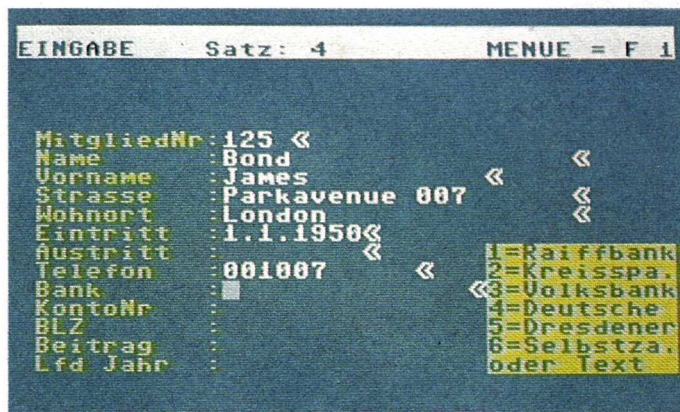 EINGABE Satz: 4 MENUE = F 1
MitgliedNr:125 «
Name :Bond «
Vorname :James «
Strasse :Parkavenue 007 «
Wohnort :London «
Eintritt :1.1.1950«
Austritt : «
Telefon :001007 «
Bank : «
KontoNr :
BLZ :
Beitrag :
Lfd Jahr :
1=Raiffbank
2=Kreisspa.
3=Volksbank
4=Deutsche
5=Dresdener
6=Selbstza.
oder Text